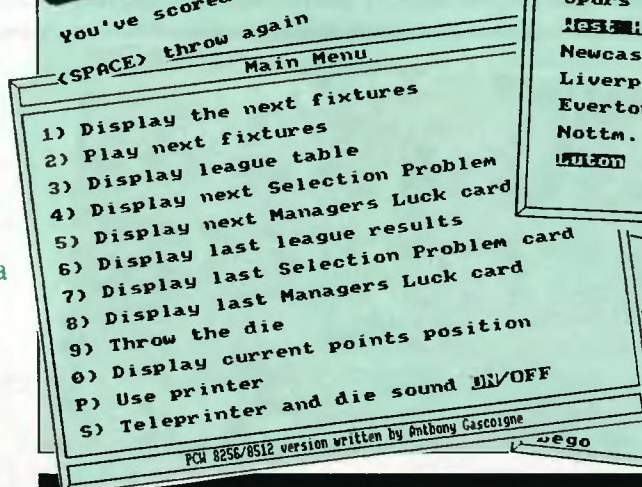 You've scored
<SPACE> throw again
Main Menu
1) Display the next fixtures
2) Play next fixtures
3) Display league table
4) Display next Selection Problem
5) Display next Managers Luck card
6) Display last league results
7) Display last Selection Problem card
8) Display last Managers Luck card
9) Throw the die
0) Display current points position
P) Use printer
S) Teleprinter and die sound ON/OFF
PCW 8256/8512 version written by Anthony Gascoigne
Spurs
West H
Newcas
Liverp
Everto
Nottm.
Luton
a